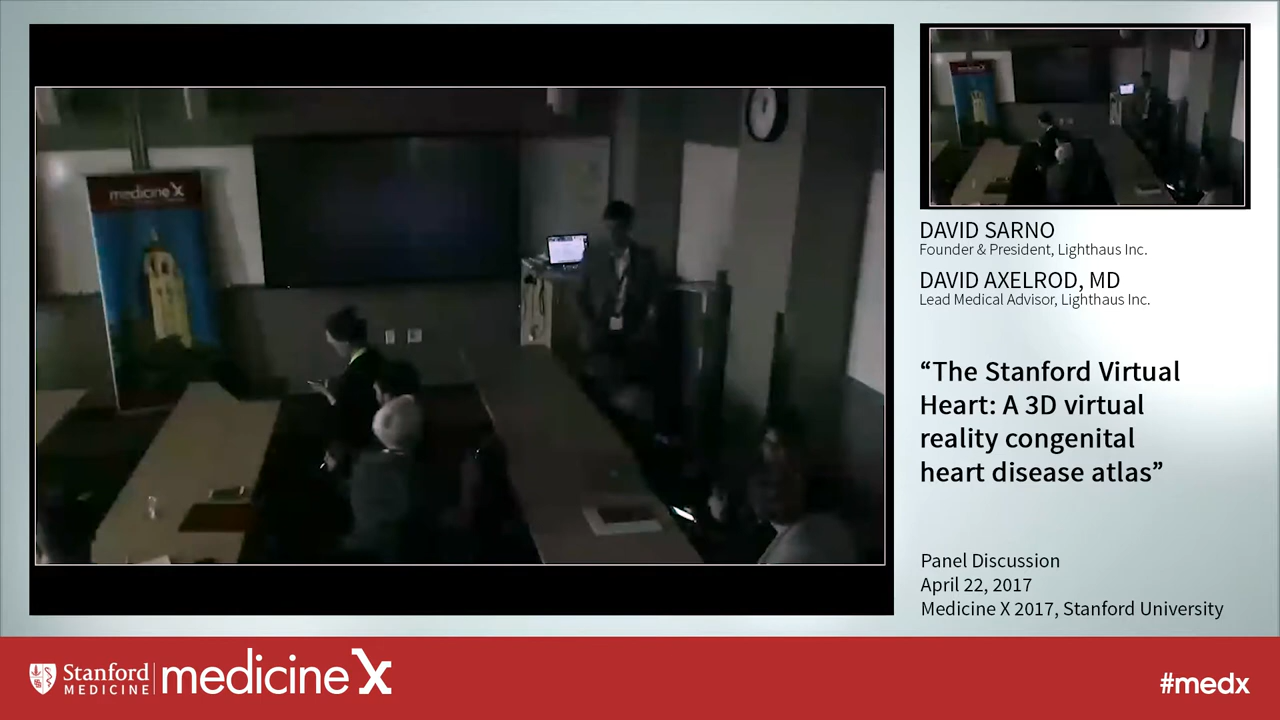 medicine X
DAVID SARNO
Founder & President, Lighthaus Inc.
DAVID AXELROD, MD
Lead Medical Advisor, Lighthaus Inc.
“The Stanford Virtual
Heart: A 3D virtual
reality congenital
heart disease atlas”
Panel Discussion
April 22, 2017
Medicine X 2017, Stanford University
Stanford
MEDICINE
medicine X
#medx